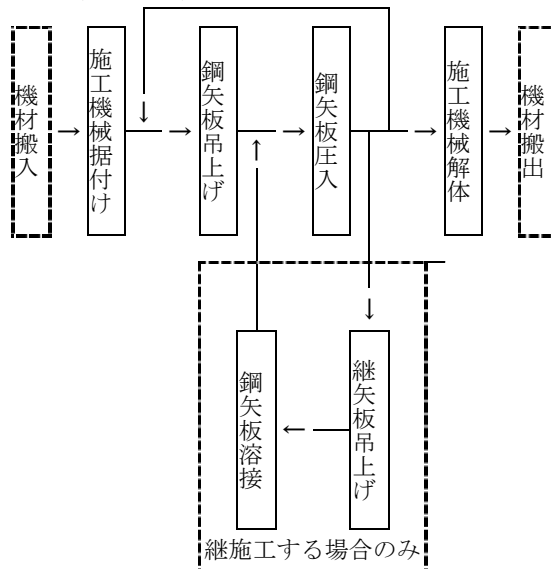 機材搬入
施工機械据付け
鋼矢板吊上げ
鋼矢板圧入
施工機械解体
機材搬出
継矢板吊上げ
鋼矢板溶接
継施工する場合のみ